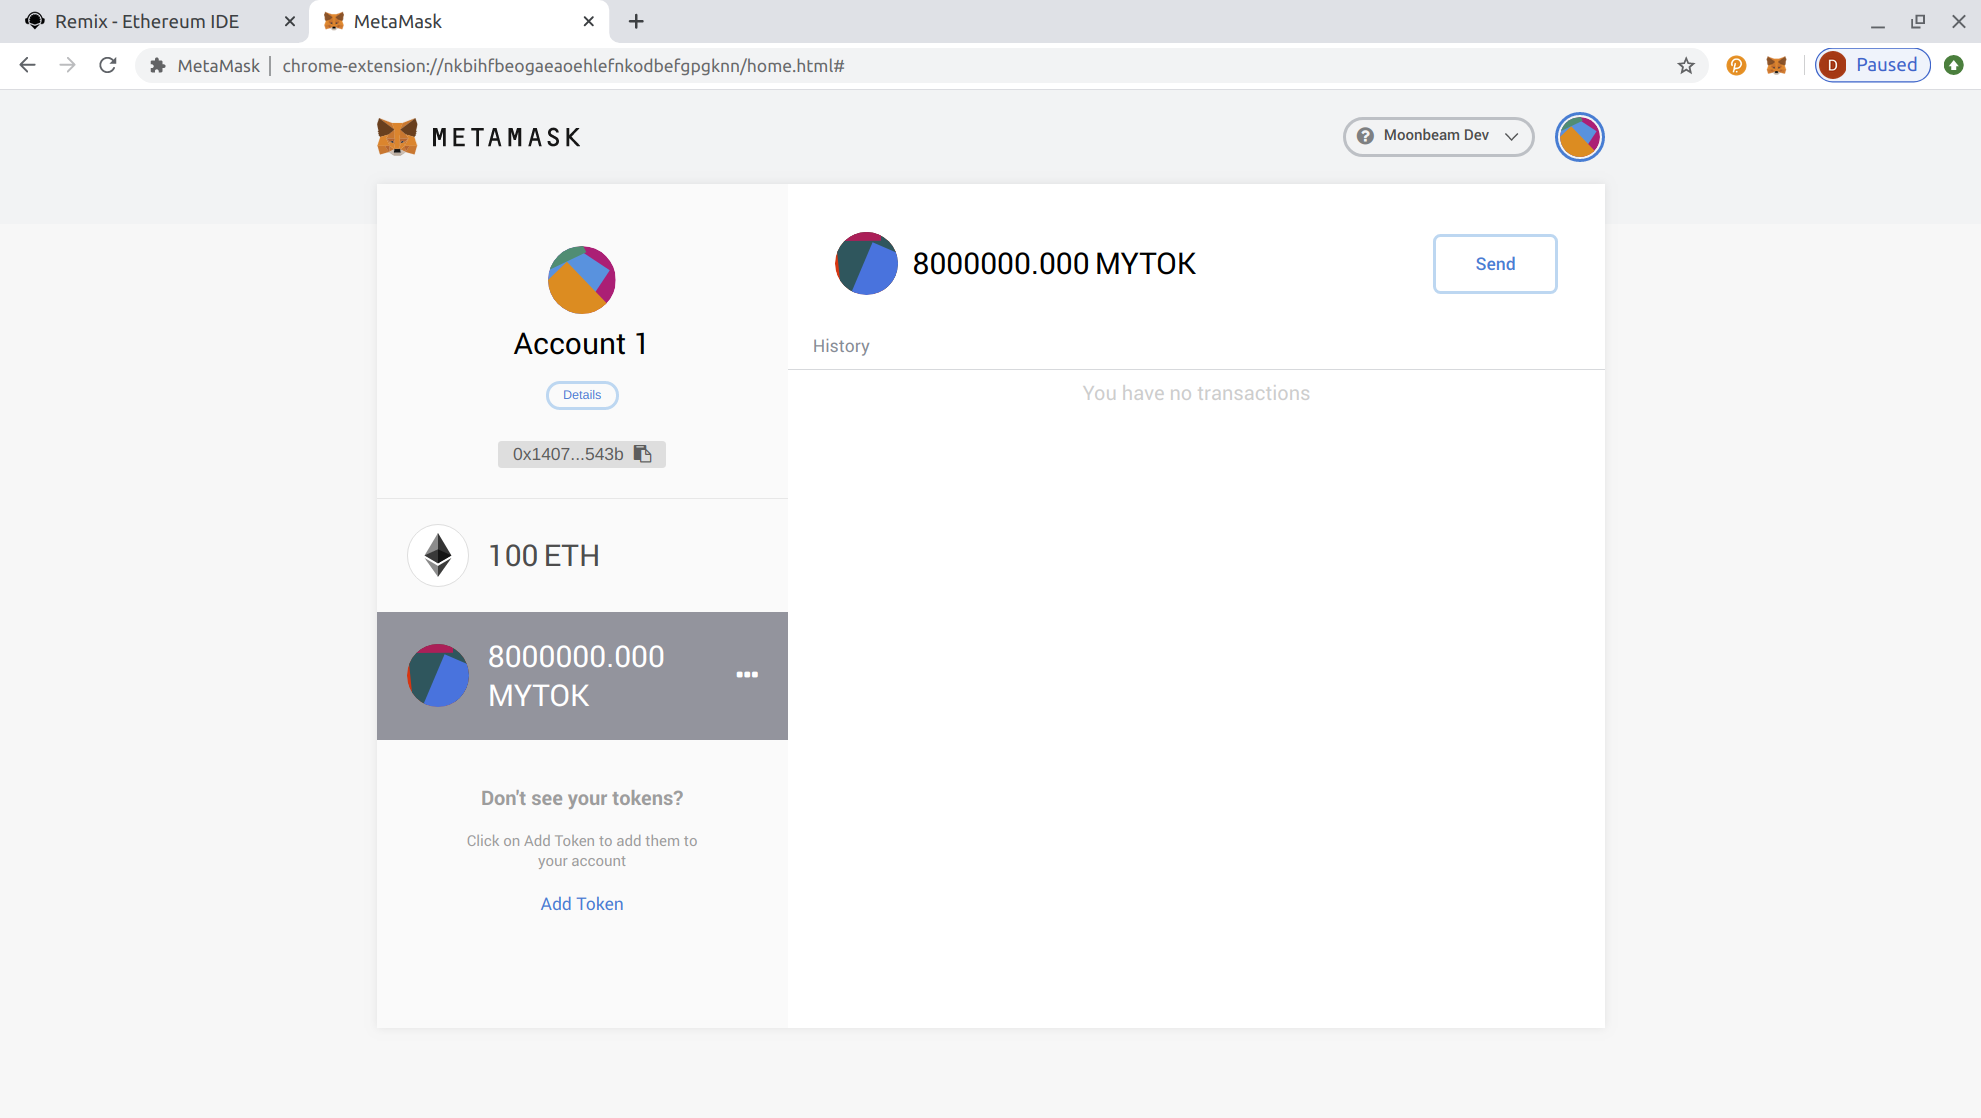 Remix - Ethereum IDE
MetaMask
MetaMask | chrome-extension://nkbihfbeogaeaoehlefnkodbefgpgknn/home.html#
D Paused
METAMASK
Moonbeam Dev
Account 1
Details
0x1407...543b
100 ETH
8000000.000
MYTOK
Don't see your tokens?
Click on Add Token to add them to
your account
Add Token
8000000.000 MYTOK
Send
History
You have no transactions